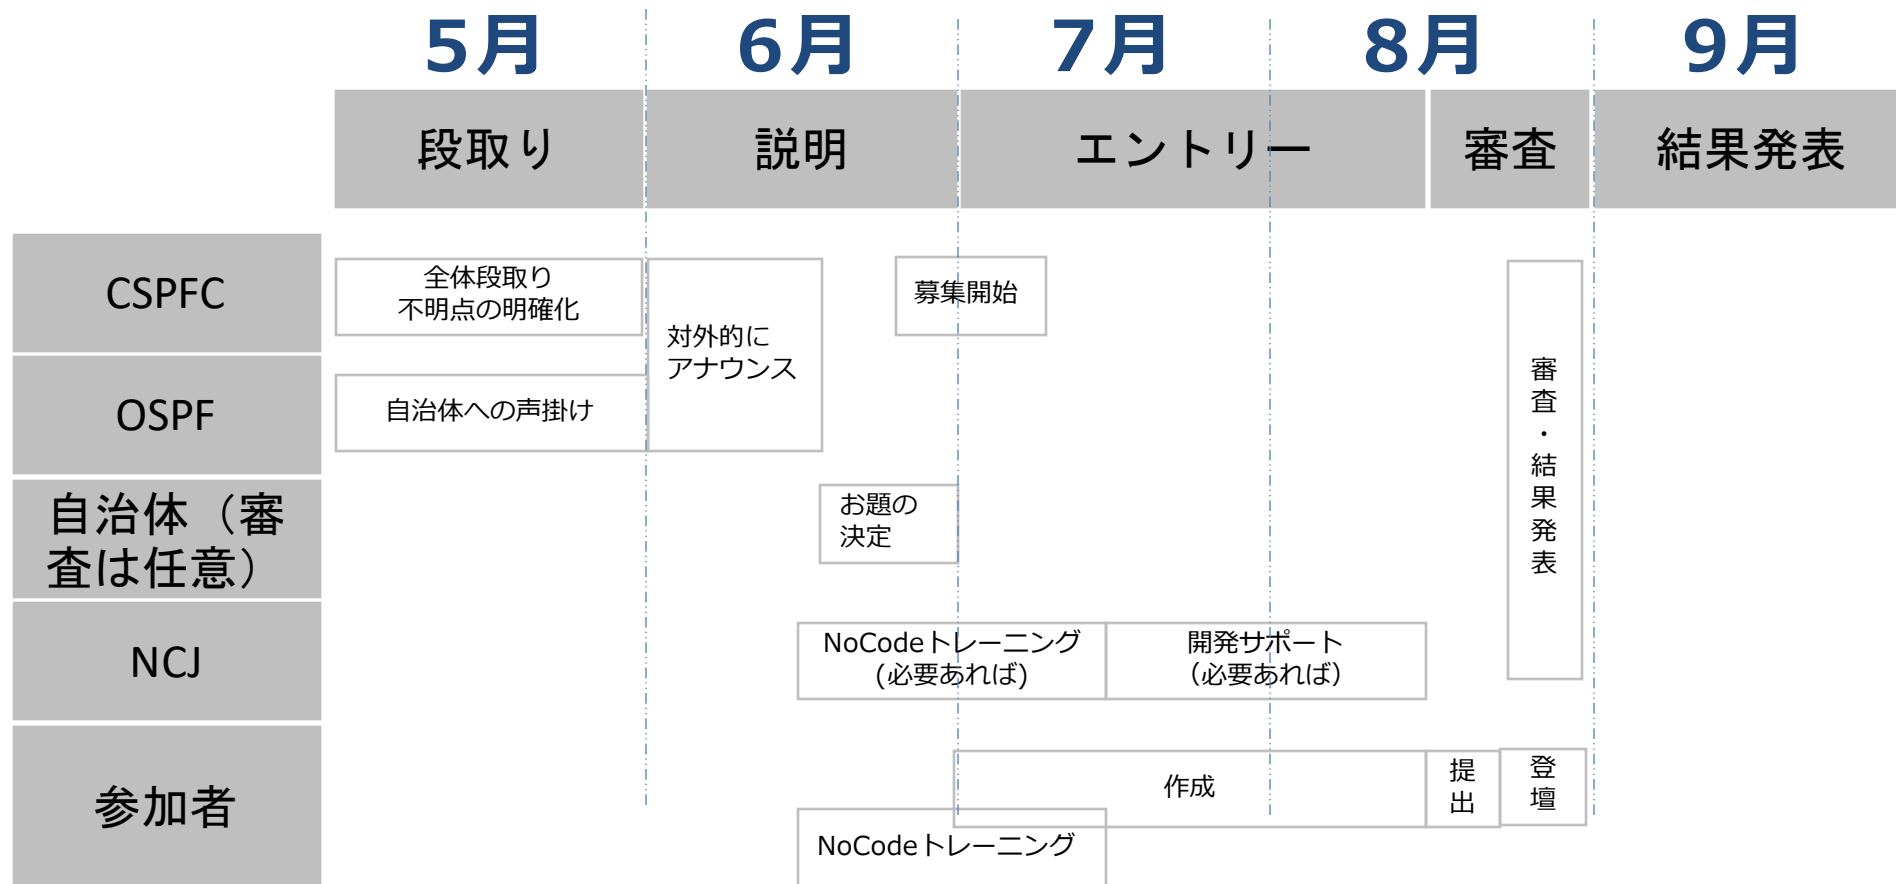 5月
6月
7月
8月
9月
段取り
説明
エントリー
審査
結果発表
CSPFC
全体段取り
不明点の明確化
対外的に
アナウンス
募集開始
審査・結果発表
OSPF
自治体への声掛け
自治体（審
査は任意）
お題の
決定
NCJ
NoCodeトレーニング
(必要あれば)
開発サポート
（必要あれば）
参加者
作成
提出
登壇
NoCodeトレーニング